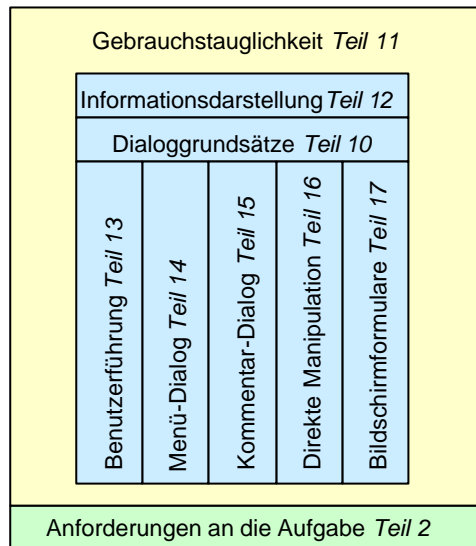 Gebrauchstauglichkeit Teil 11
Informationsdarstellung Teil 12
Dialoggrundsätze Teil 10
Benutzerführung Teil 13
Menü-Dialog Teil 14
Kommentar-Dialog Teil 15
Direkte Manipulation Teil 16
Bildschirmformulare Teil 17
Anforderungen an die Aufgabe Teil 2